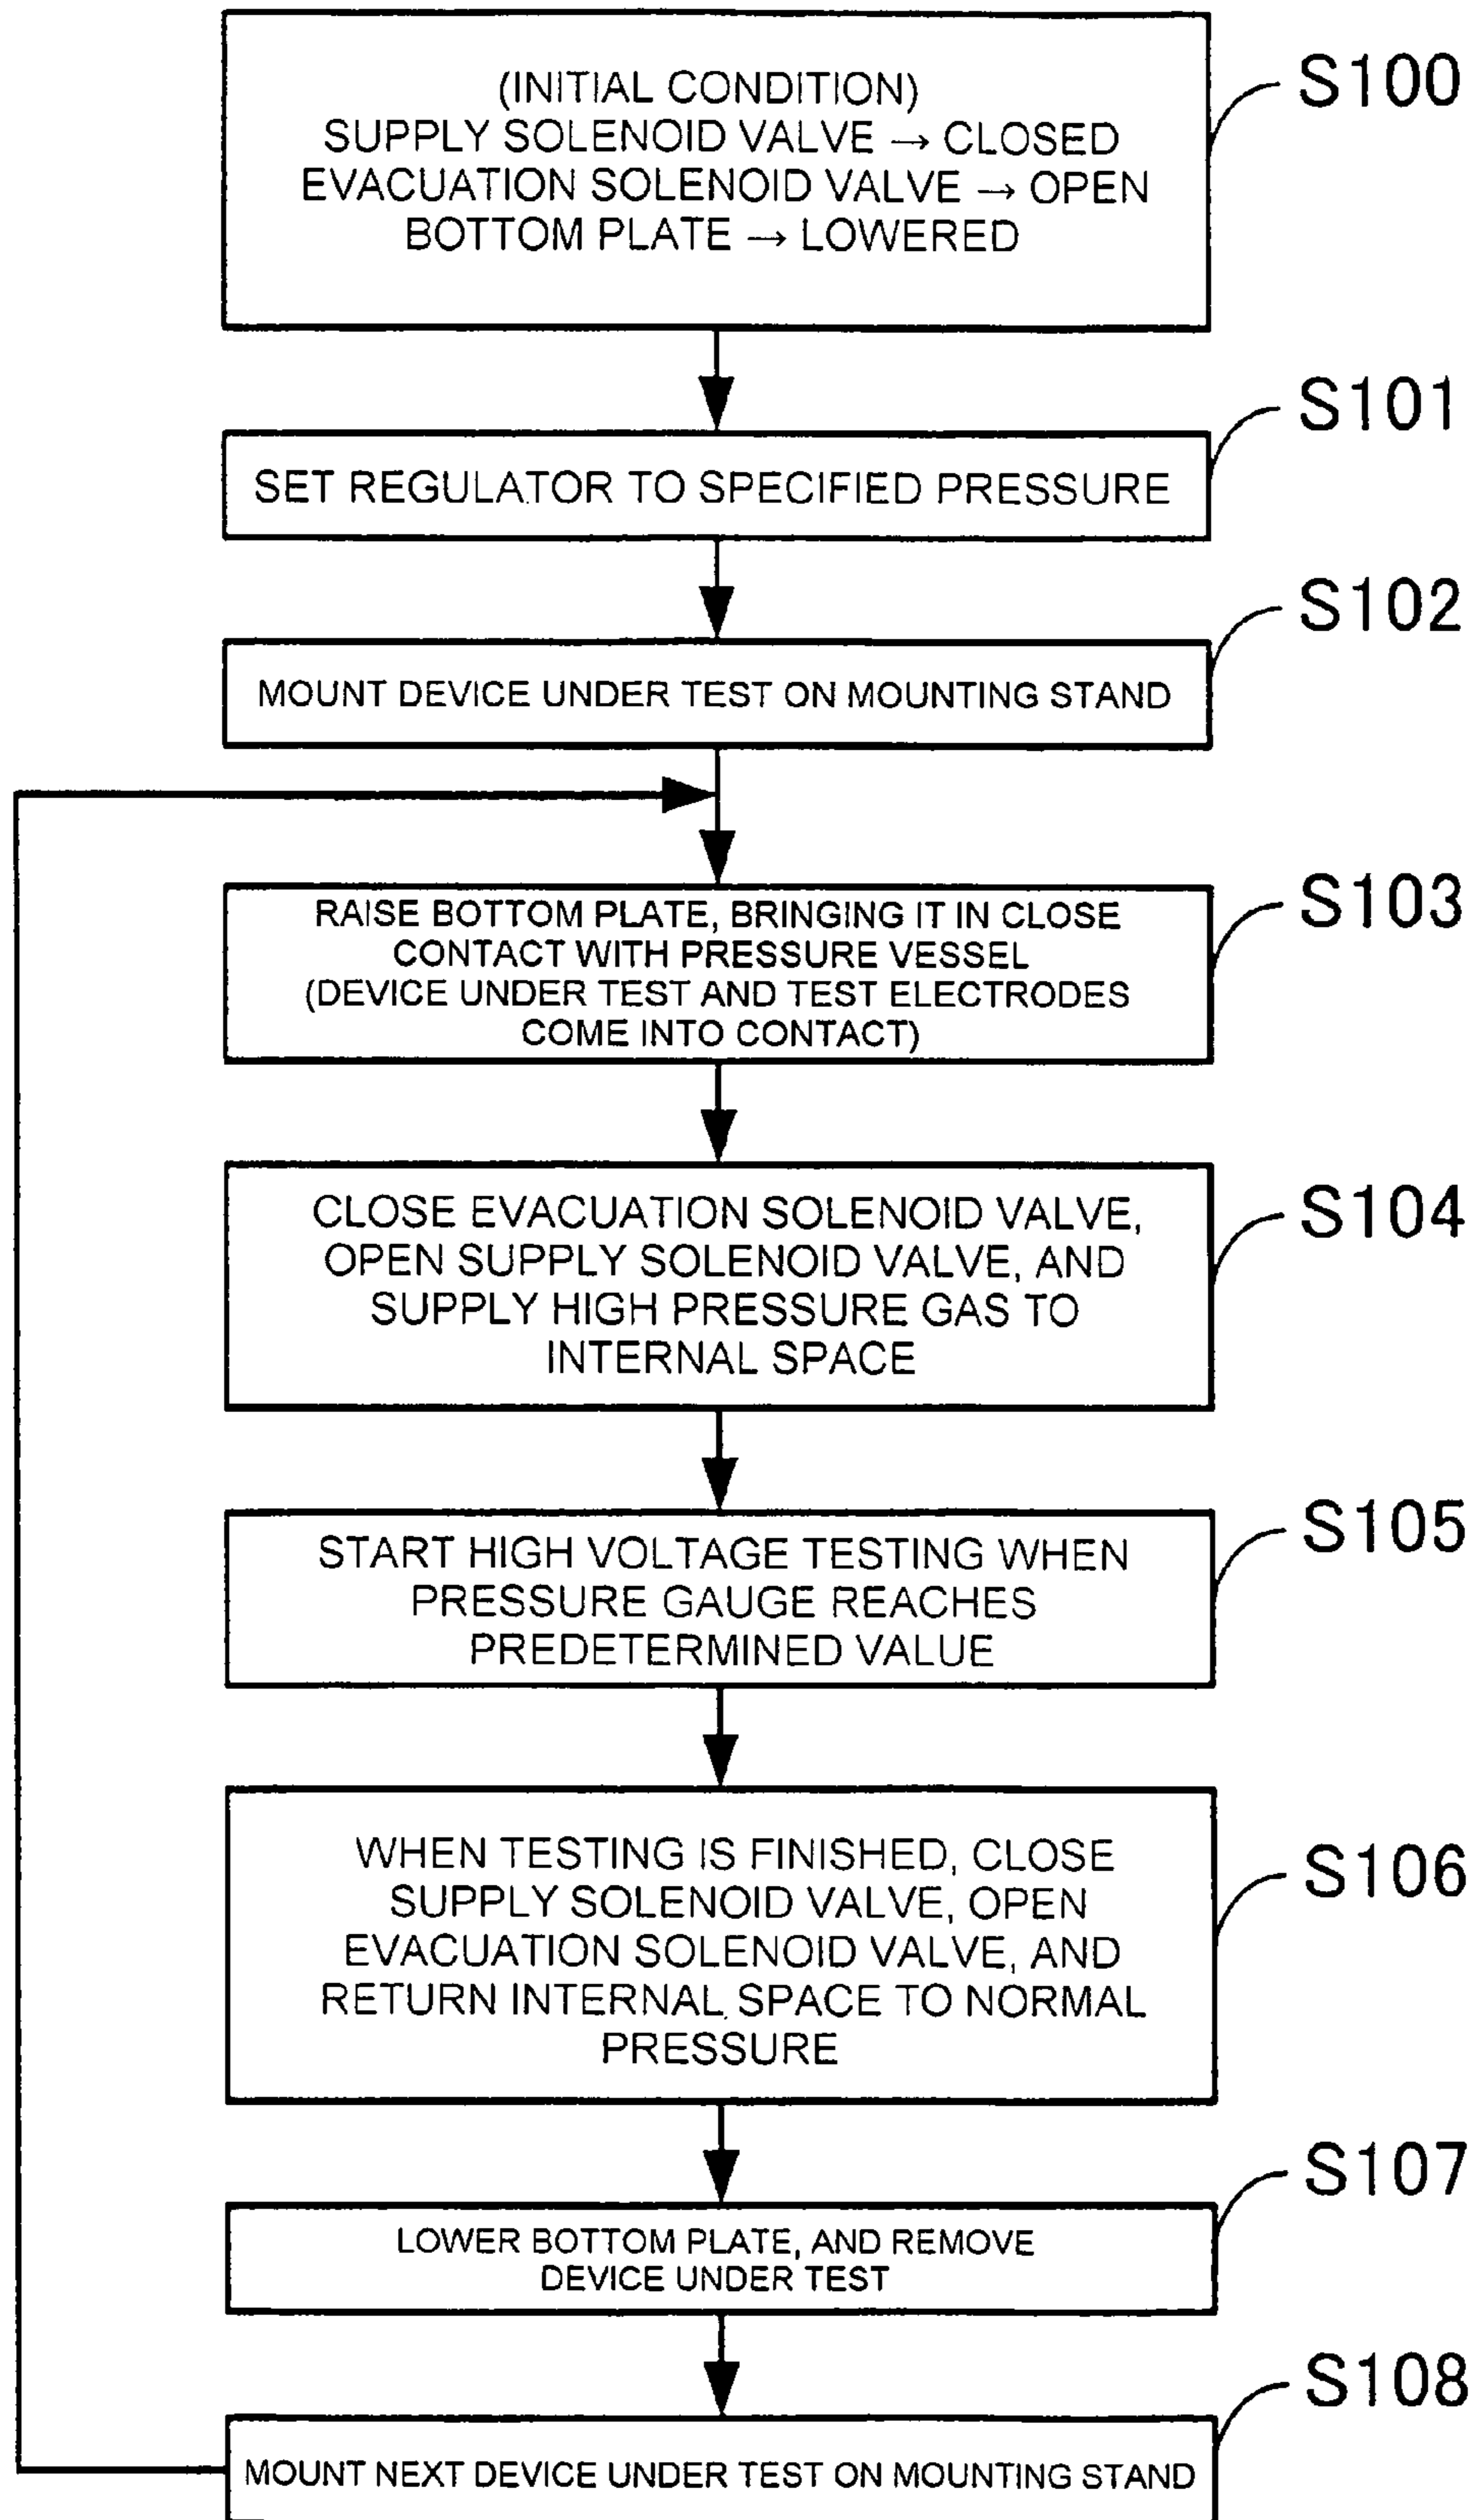 (INITIAL CONDITION)
SUPPLY SOLENOID VALVE → CLOSED
EVACUATION SOLENOID VALVE → OPEN
BOTTOM PLATE → LOWERED
S100
SET REGULATOR TO SPECIFIED PRESSURE
S101
MOUNT DEVICE UNDER TEST ON MOUNTING STAND
S102
RAISE BOTTOM PLATE, BRINGING IT IN CLOSE
CONTACT WITH PRESSURE VESSEL
(DEVICE UNDER TEST AND TEST ELECTRODES
COME INTO CONTACT)
S103
CLOSE EVACUATION SOLENOID VALVE,
OPEN SUPPLY SOLENOID VALVE, AND
SUPPLY HIGH PRESSURE GAS TO
INTERNAL SPACE
S104
START HIGH VOLTAGE TESTING WHEN
PRESSURE GAUGE REACHES
PREDETERMINED VALUE
S105
WHEN TESTING IS FINISHED, CLOSE
SUPPLY SOLENOID VALVE, OPEN
EVACUATION SOLENOID VALVE, AND
RETURN INTERNAL SPACE TO NORMAL
PRESSURE
S106
LOWER BOTTOM PLATE, AND REMOVE
DEVICE UNDER TEST
S107
MOUNT NEXT DEVICE UNDER TEST ON MOUNTING STAND
S108